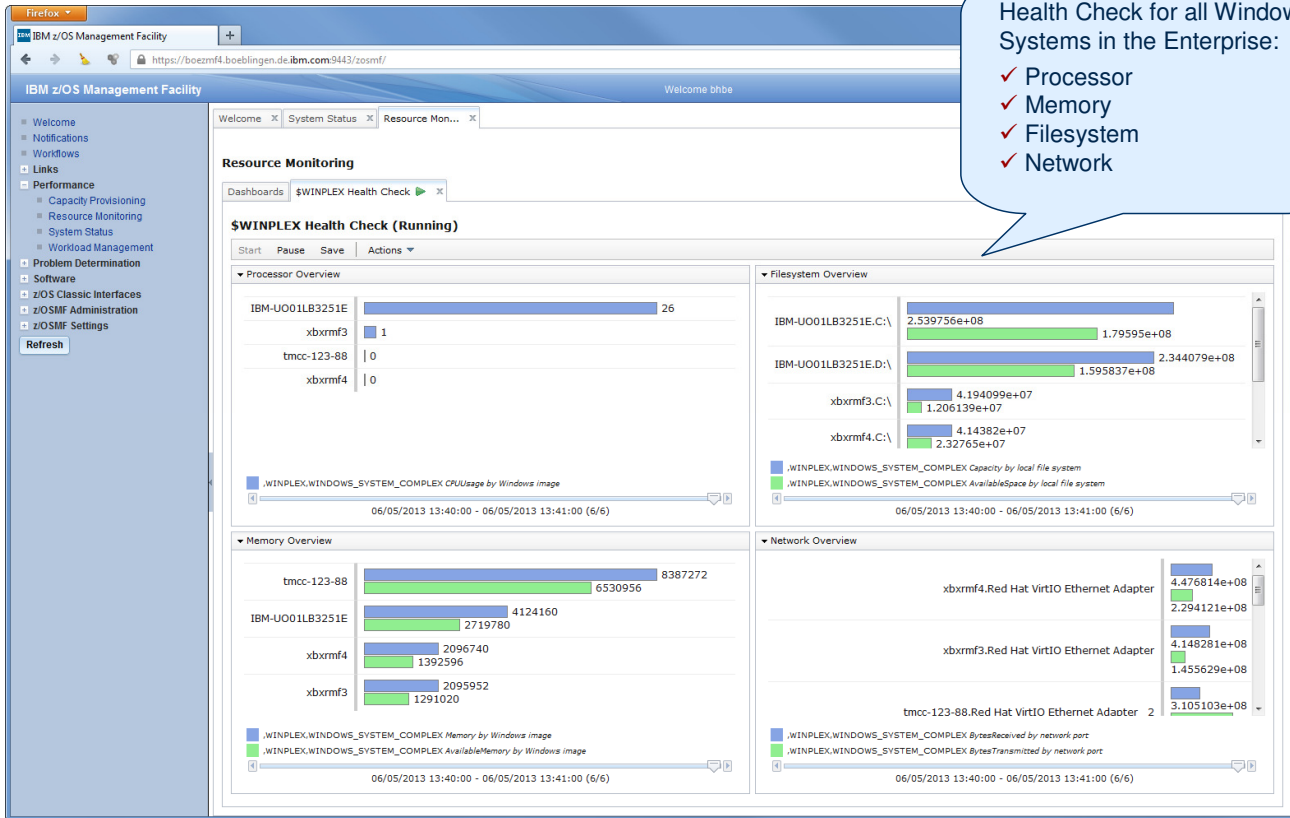 Firefox
IBM z/OS Management Facility
https://boezmf4.boeblingen.de.ibm.com:9443/zosmf/
Health Check for all Window
Systems in the Enterprise:
✓ Processor
✓ Memory
✓ Filesystem
✓ Network
IBM z/OS Management Facility
Welcome bhbe
Welcome
Notifications
Workflows
Links
Performance
Capacity Provisioning
Resource Monitoring
System Status
Workload Management
Problem Determination
Software
z/OS Classic Interfaces
z/OSMF Administration
z/OSMF Settings
Refresh
Welcome X System Status X Resource Mon... X
Resource Monitoring
Dashboards $WINPLEX Health Check X
$WINPLEX Health Check (Running)
Start Pause Save Actions
Processor Overview
IBM-UO01LB3251E 26
xbxrmf3 1
tmcc-123-88 0
xbxrmf4 0
,WINPLEX,WINDOWS_SYSTEM_COMPLEX CPUUsage by Windows image
06/05/2013 13:40:00 - 06/05/2013 13:41:00 (6/6)
Filesystem Overview
IBM-UO01LB3251E.C:\ 2.539756e+08
1.79595e+08
IBM-UO01LB3251E.D:\ 2.344079e+08
1.595837e+08
xbxrmf3.C:\ 4.194099e+07
1.206139e+07
xbxrmf4.C:\ 4.14382e+07
2.32765e+07
,WINPLEX,WINDOWS_SYSTEM_COMPLEX Capacity by local file system
,WINPLEX,WINDOWS_SYSTEM_COMPLEX AvailableSpace by local file system
06/05/2013 13:40:00 - 06/05/2013 13:41:00 (6/6)
Memory Overview
tmcc-123-88 8387272
6530956
IBM-UO01LB3251E 4124160
2719780
xbxrmf4 2096740
1392596
xbxrmf3 2095952
1291020
,WINPLEX,WINDOWS_SYSTEM_COMPLEX Memory by Windows image
,WINPLEX,WINDOWS_SYSTEM_COMPLEX AvailableMemory by Windows image
06/05/2013 13:40:00 - 06/05/2013 13:41:00 (6/6)
Network Overview
xbxrmf4.Red Hat VirtIO Ethernet Adapter 4.476814e+08
2.294121e+08
xbxrmf3.Red Hat VirtIO Ethernet Adapter 4.148281e+08
1.455629e+08
tmcc-123-88.Red Hat VirtIO Ethernet Adapter _2 3.105103e+08
,WINPLEX,WINDOWS_SYSTEM_COMPLEX BytesReceived by network port
,WINPLEX,WINDOWS_SYSTEM_COMPLEX BytesTransmitted by network port
06/05/2013 13:40:00 - 06/05/2013 13:41:00 (6/6)